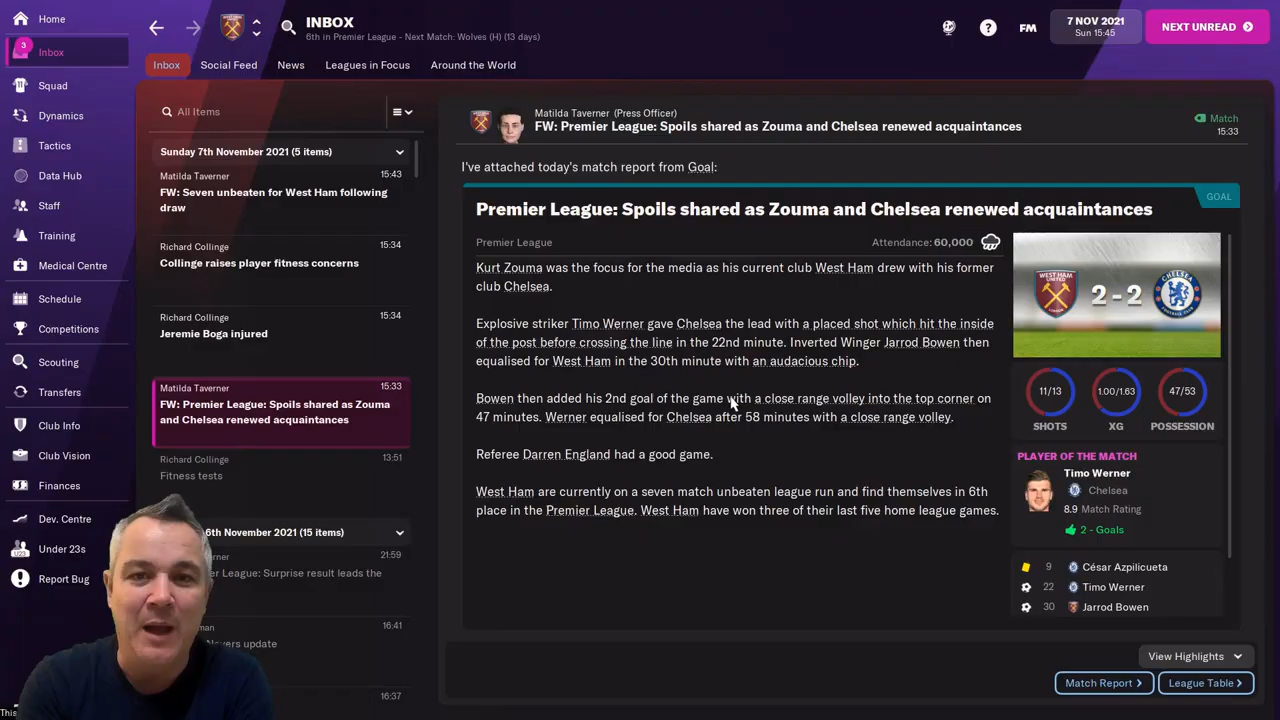 Home
3
Inbox
Squad
Dynamics
Tactics
Data Hub
Staff
Training
Medical Centre
Schedule
Competitions
Scouting
Transfers
Club Info
Club Vision
Finances
Dev. Centre
U23
Under 23s
Report Bug
This
INBOX
6th in Premier League - Next Match: Wolves (H) (13 days)
FM
7 NOV 2021
Sun 15:45
NEXT UNREAD
Inbox
Social Feed
News
Leagues in Focus
Around the World
All Items
Sunday 7th November 2021 (5 items)
Matilda Taverner
15:43
FW: Seven unbeaten for West Ham following
draw
Richard Collinge
15:34
Collinge raises player fitness concerns
Richard Collinge
15:34
Jeremie Boga injured
Matilda Taverner
15:33
FW: Premier League: Spoils shared as Zouma
and Chelsea renewed acquaintances
Richard Collinge
13:51
Fitness tests
6th November 2021 (15 items)
21:59
League: Surprise result leads the
16:41
update
16:37
Matilda Taverner (Press Officer)
FW: Premier League: Spoils shared as Zouma and Chelsea renewed acquaintances
Match
15:33
I've attached today's match report from Goal:
GOAL
Premier League: Spoils shared as Zouma and Chelsea renewed acquaintances
Premier League
Attendance: 60,000
Kurt Zouma was the focus for the media as his current club West Ham drew with his former
club Chelsea.
Explosive striker Timo Werner gave Chelsea the lead with a placed shot which hit the inside
of the post before crossing the line in the 22nd minute. Inverted Winger Jarrod Bowen then
equalised for West Ham in the 30th minute with an audacious chip.
Bowen then added his 2nd goal of the game with a close range volley into the top corner on
47 minutes. Werner equalised for Chelsea after 58 minutes with a close range volley.
Referee Darren England had a good game.
West Ham are currently on a seven match unbeaten league run and find themselves in 6th
place in the Premier League. West Ham have won three of their last five home league games.
WEST HAM
UNITED
2 - 2
11/13
SHOTS
1.00/1.63
XG
47/53
POSSESSION
PLAYER OF THE MATCH
Timo Werner
Chelsea
8.9 Match Rating
2 - Goals
9 César Azpilicueta
22 Timo Werner
30 Jarrod Bowen
View Highlights
Match Report
League Table